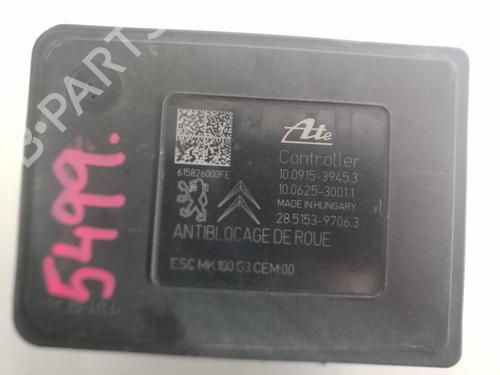 B-PARTS
5499.
Ate
Controller
10.0915-3945.3
10.0625-3001.1
MADE IN HUNGARY
28.5153-9706.3
615826000FE
ANTIBLOCAGE DE ROUE
ESC MK100 G3 CEM 00